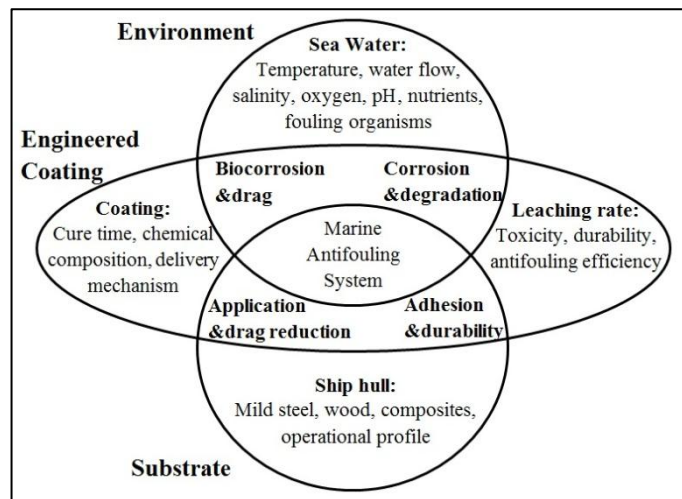 Environment
Sea Water:
Temperature, water flow,
salinity, oxygen, pH, nutrients,
fouling organisms
Engineered
Coating
Biocorrosion
&drag
Corrosion
&degradation
Coating:
Cure time, chemical
composition, delivery
mechanism
Marine
Antifouling
System
Leaching rate:
Toxicity, durability,
antifouling efficiency
Application
&drag reduction
Adhesion
&durability
Ship hull:
Mild steel, wood, composites,
operational profile
Substrate